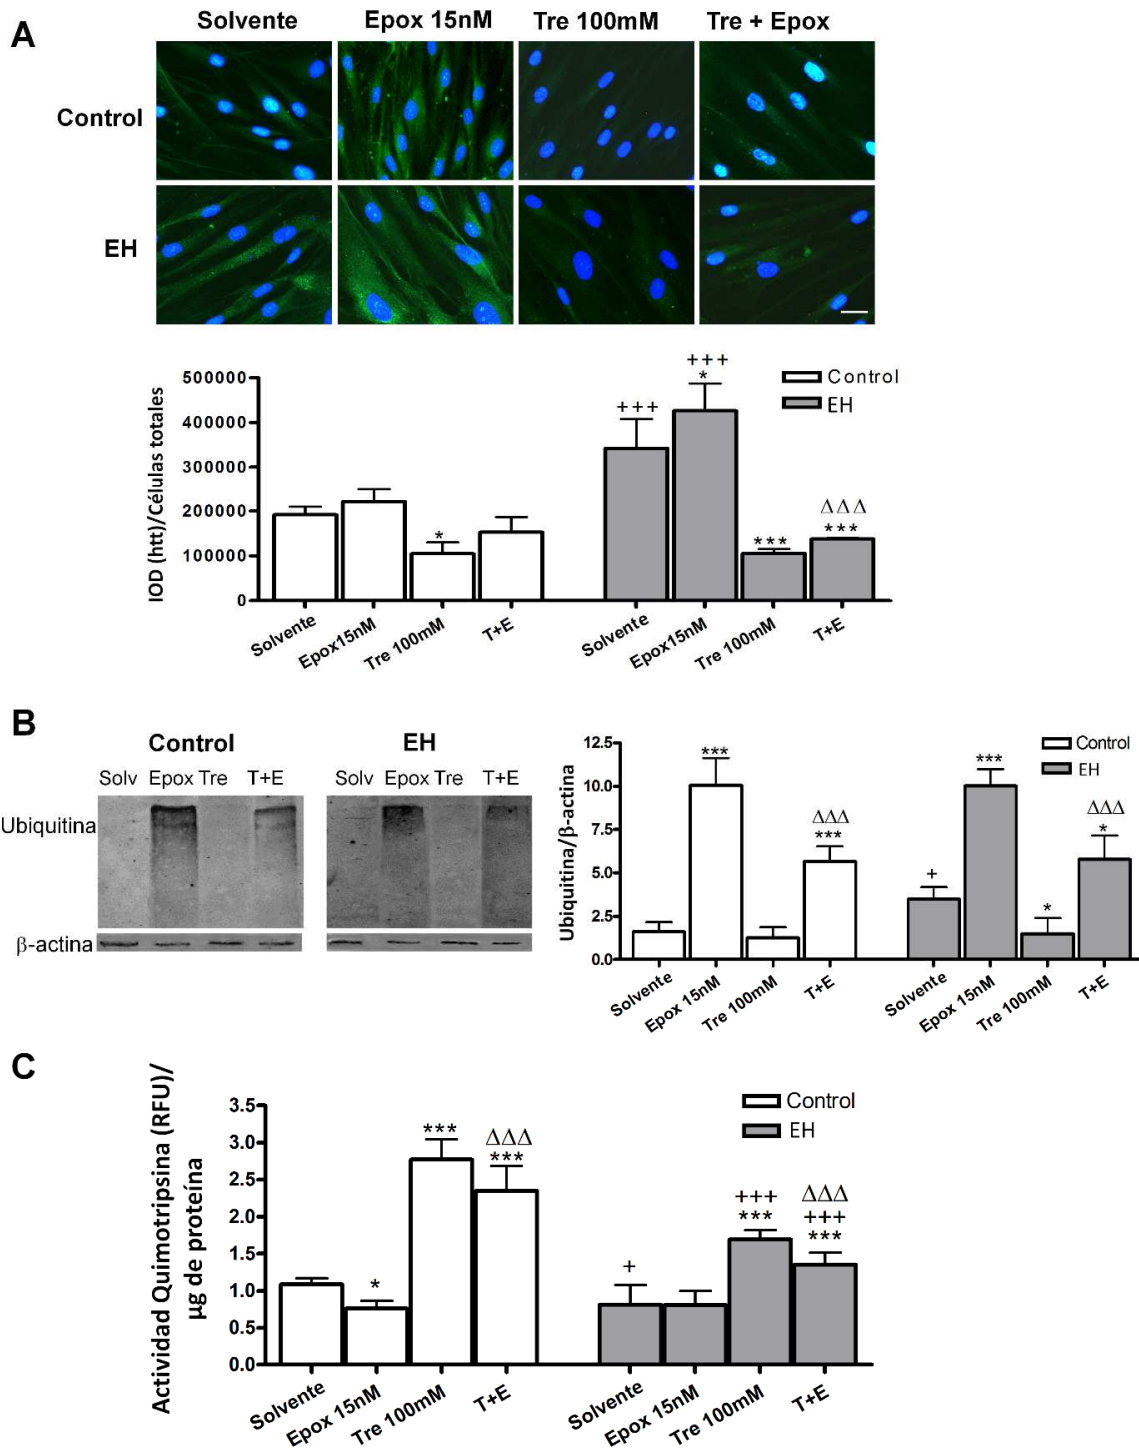 A
Solvente Epox 15nM Tre 100mM Tre + Epox
Control
EH
IOD (htt)/Células totales
500000
400000
300000
200000
100000
0
*
+++
+++
*
***
∆∆∆
***
Control
EH
Solvente Epox15nM Tre 100mM T+E Solvente Epox15nM Tre 100mM T+E
B
Control EH
Solv Epox Tre T+E Solv Epox Tre T+E
Ubiquitina
β-actina
Ubiquitina/β-actina
12.5
10.0
7.5
5.0
2.5
0.0
***
∆∆∆
***
+
***
*
∆∆∆
*
Control
EH
Solvente Epox 15nM Tre 100mM T+E Solvente Epox 15nM Tre 100mM T+E
C
Actividad Quimotripsina (RFU)/
µg de proteína
3.5
3.0
2.5
2.0
1.5
1.0
0.5
0.0
*
***
∆∆∆
***
+
+++
***
∆∆∆
+++
***
Control
EH
Solvente Epox 15nM Tre 100mM T+E Solvente Epox 15nM Tre 100mM T+E